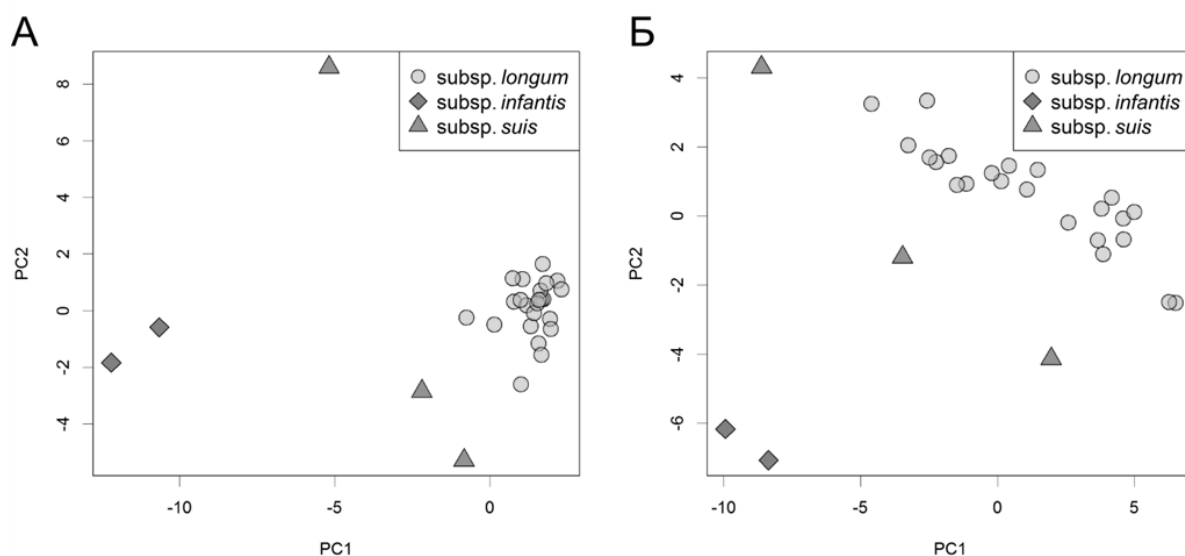 А
Б
subsp. longum
subsp. infantis
subsp. suis
8
6
4
2
0
-2
-4
PC2
-10
-5
0
PC1
subsp. longum
subsp. infantis
subsp. suis
4
2
0
-2
-4
-6
PC2
-10
-5
0
5
PC1